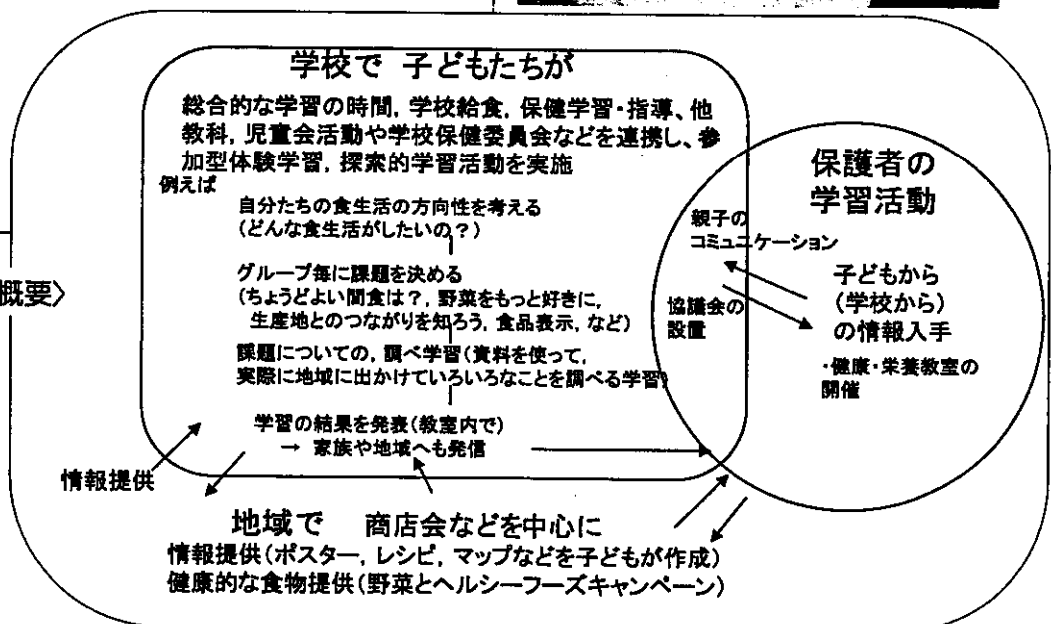 学校で 子どもたちが
総合的な学習の時間, 学校給食, 保健学習・指導、他
教科, 児童会活動や学校保健委員会などを連携し、参
加型体験学習, 探索的学習活動を実施
例えば
自分たちの食生活の方向性を考える
(どんな食生活がしたいの?)
グループ毎に課題を決める
(ちょうどよい間食は?, 野菜をもっと好きに,
生産地とのつながりを知ろう, 食品表示, など)
課題についての, 調べ学習(資料を使って,
実際に地域に出かけていろいろなことを調べる学習)
学習の結果を発表(教室内で)
→ 家族や地域へも発信
親子の
コミュニケーション
協議会の
設置
保護者の
学習活動
子どもから
(学校から)
の情報入手
・健康・栄養教室の
開催
概要〉
情報提供
地域で 商店会などを中心に
情報提供(ポスター, レシピ, マップなどを子どもが作成)
健康的な食物提供(野菜とヘルシーフーズキャンペーン)